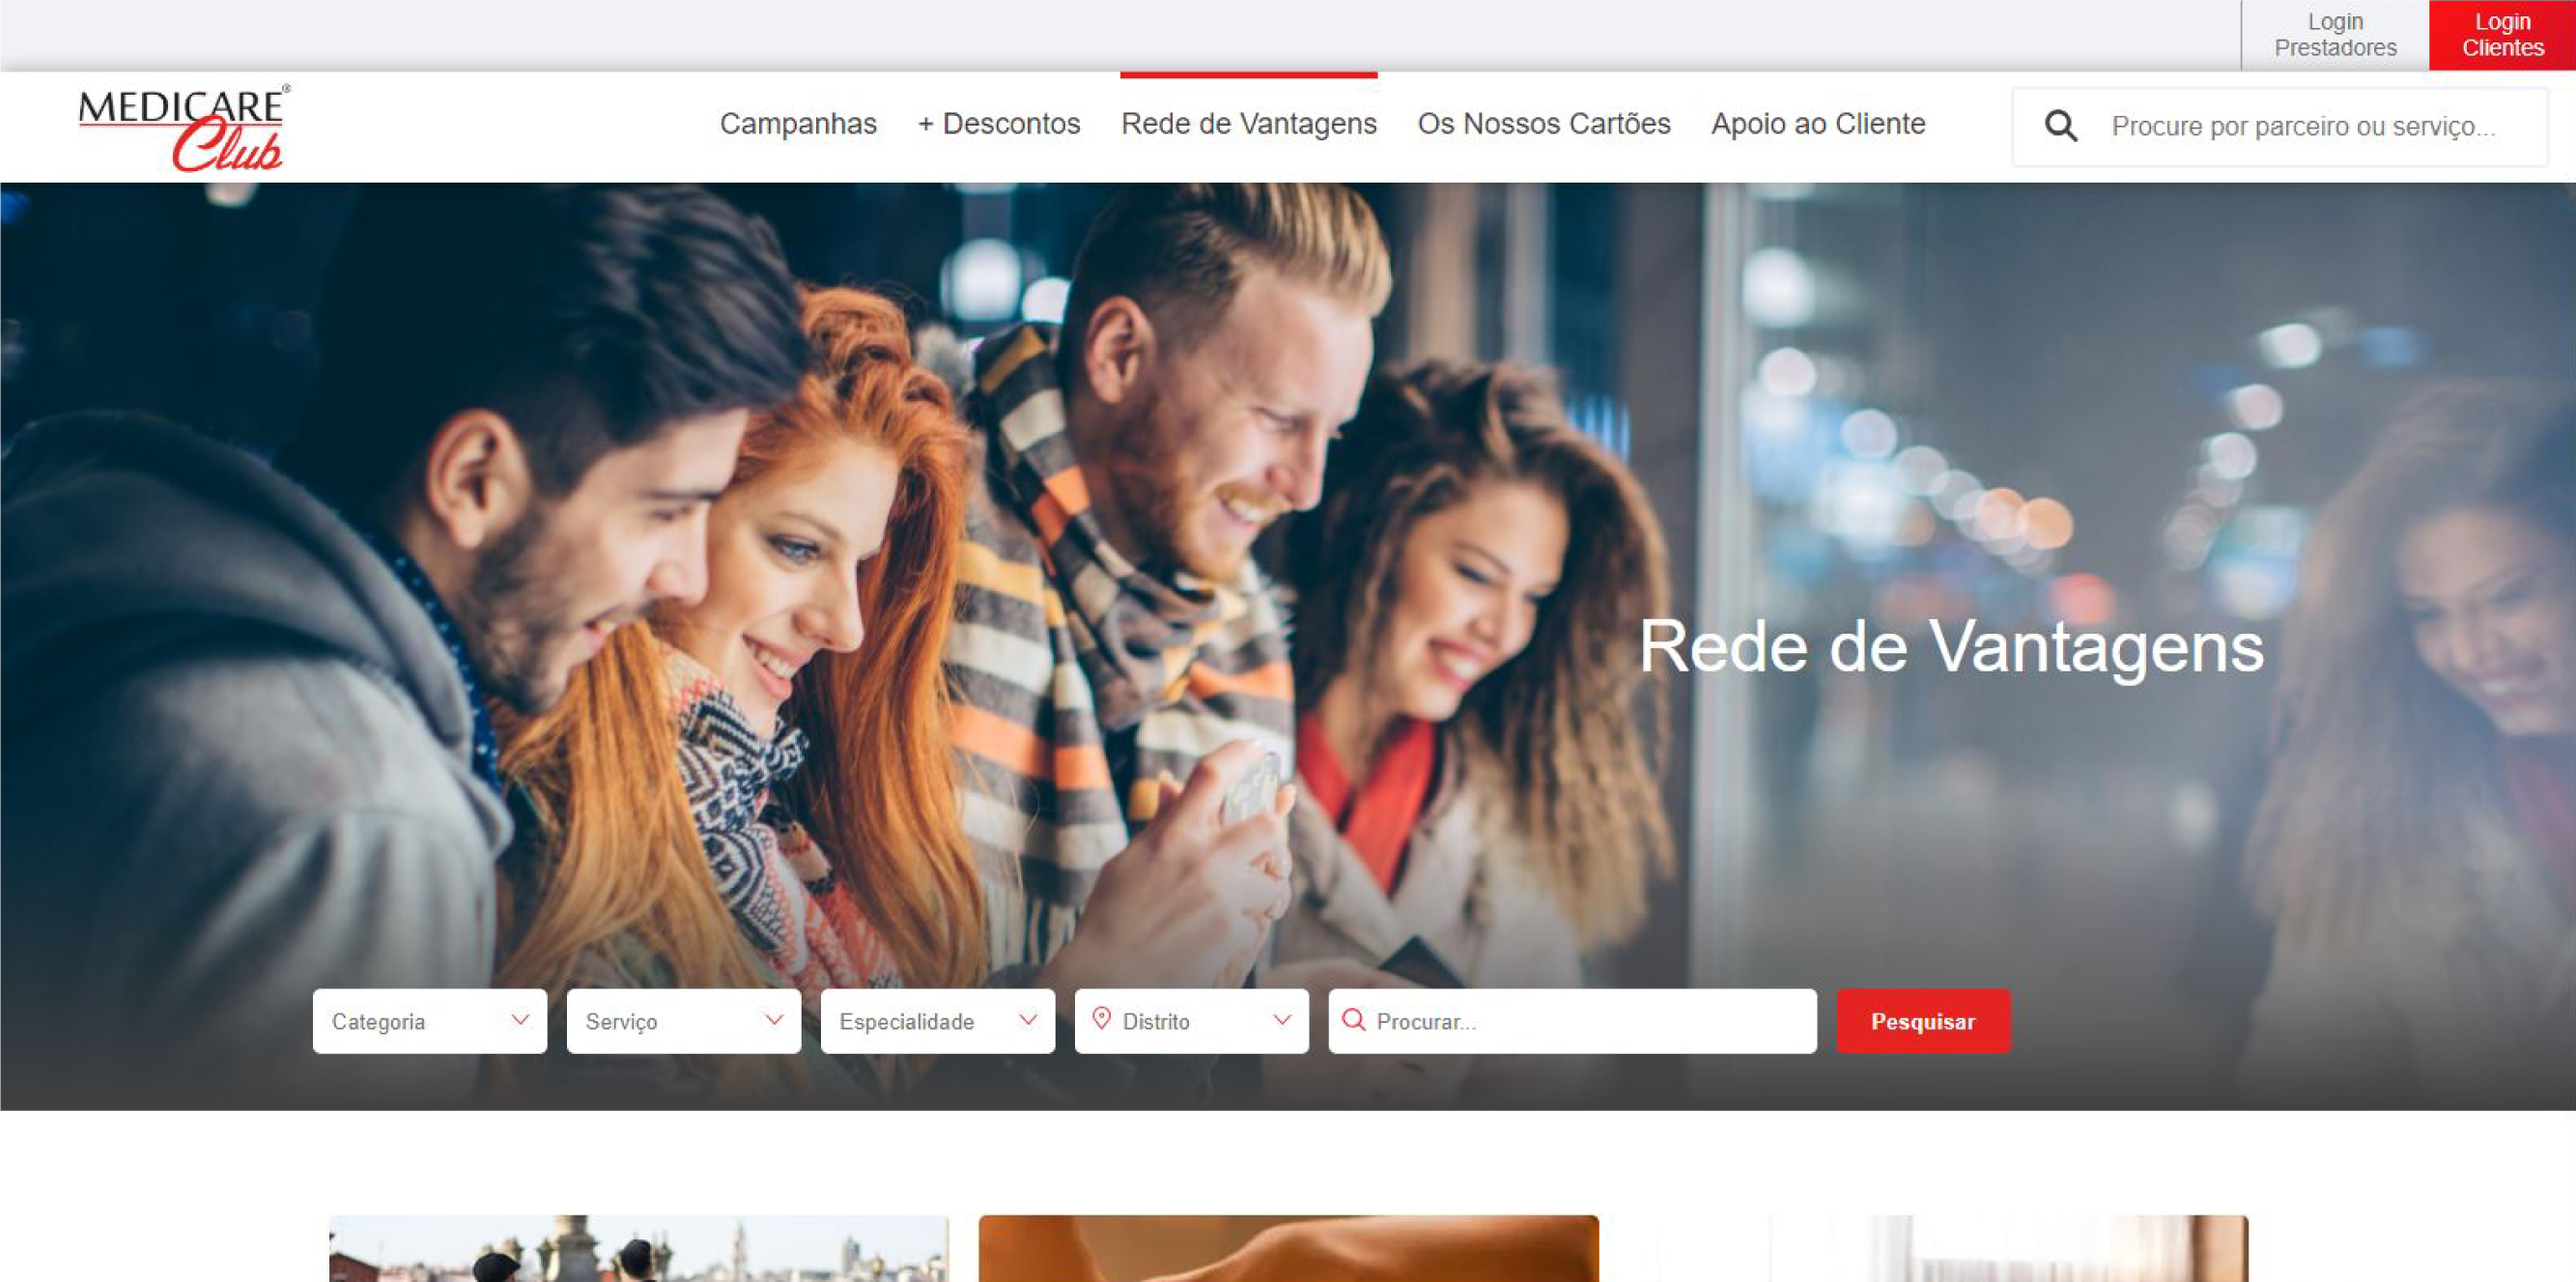 Login
Prestadores
Login
Clientes
MEDICARE®
Club
Campanhas
+ Descontos
Rede de Vantagens
Os Nossos Cartões
Apoio ao Cliente
Procure por parceiro ou serviço...
Rede de Vantagens
Categoria
Serviço
Especialidade
Distrito
Procurar...
Pesquisar